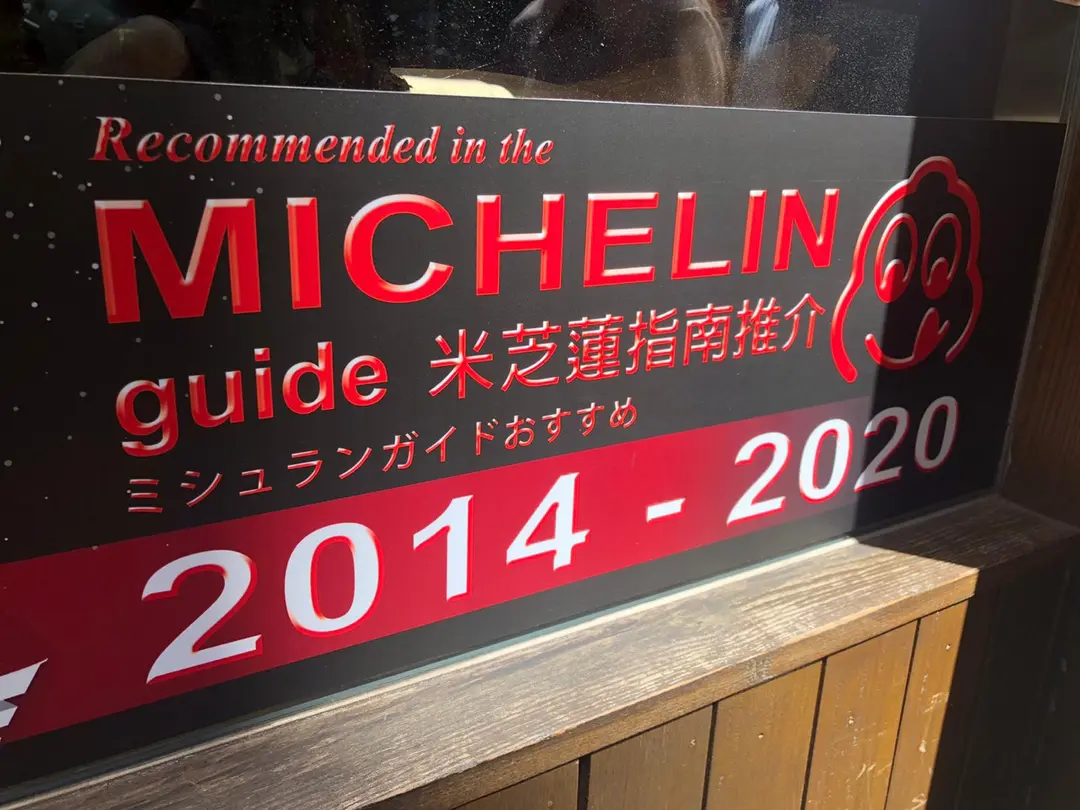 Recommended in the
MICHELIN
guide 米芝蓮指南推介
ミシュランガイドおすすめ
2014 - 2020